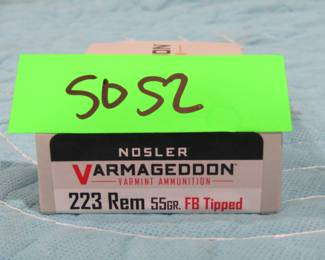 5052
NOSLER
VARMAGEDDON
VARMINT AMMUNITION
223 Rem 55GR. FB Tipped